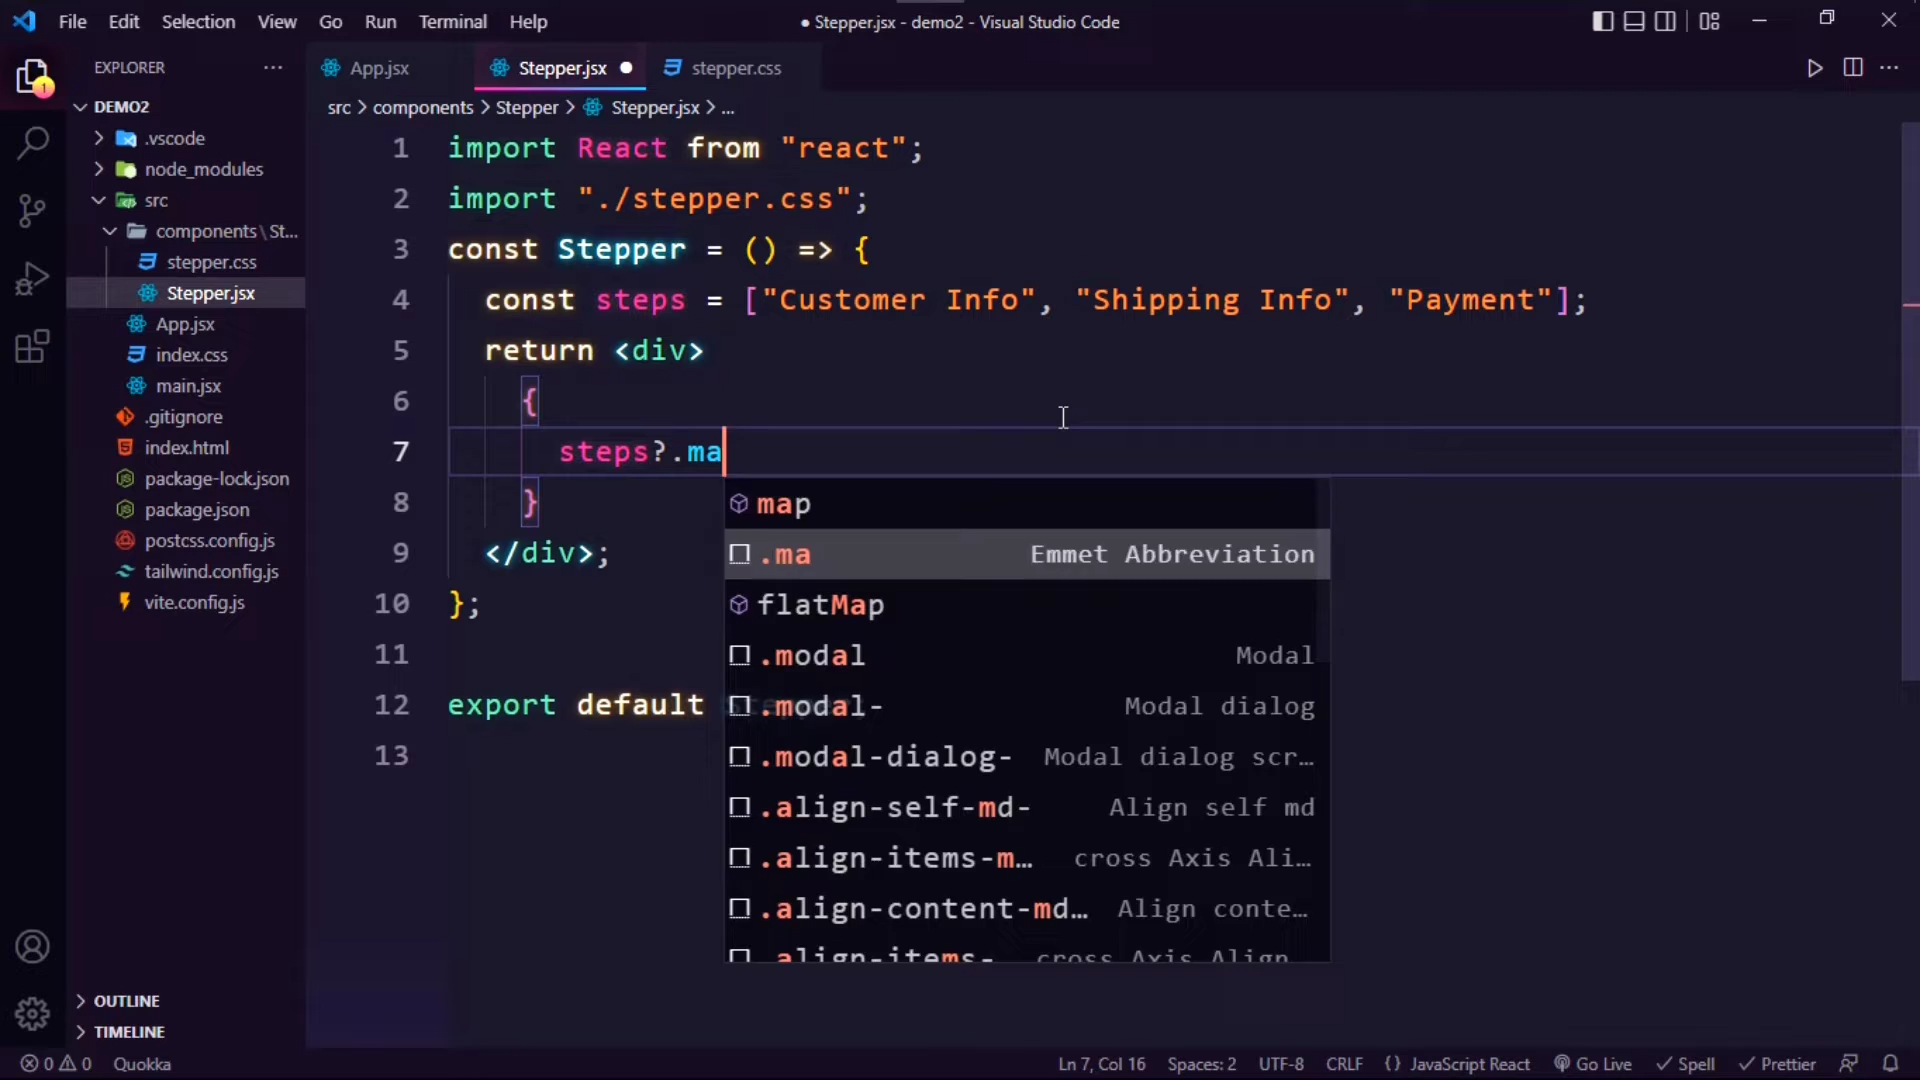 File Edit Selection View Go Run Terminal Help
● Stepper.jsx - demo2 - Visual Studio Code
EXPLORER ···
1
DEMO2
.vscode
node_modules
src
components\St...
stepper.css
Stepper.jsx
App.jsx
index.css
main.jsx
.gitignore
index.html
package-lock.json
package.json
postcss.config.js
tailwind.config.js
vite.config.js
OUTLINE
TIMELINE
App.jsx Stepper.jsx ● stepper.css
src > components > Stepper > Stepper.jsx > ...
1 import React from "react";
2 import "./stepper.css";
3 const Stepper = () => {
4 const steps = ["Customer Info", "Shipping Info", "Payment"];
5 return <div>
6 {
7 steps?.ma
8 }
9 </div>;
10 };
11
12 export default Stepper;
13
map
.ma Emmet Abbreviation
flatMap
.modal Modal
.modal- Modal dialog
.modal-dialog- Modal dialog scr...
.align-self-md- Align self md
.align-items-m... cross Axis Ali...
.align-content-md... Align conte...
.align-items- cross Axis Align
0 0 Quokka Ln 7, Col 16 Spaces: 2 UTF-8 CRLF {} JavaScript React Go Live Spell Prettier